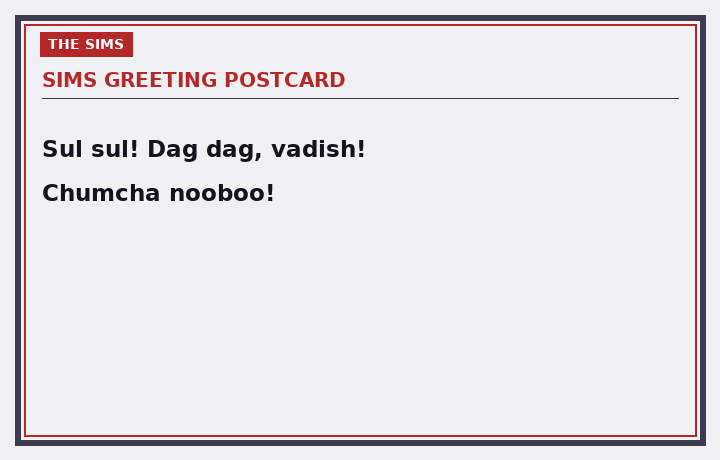 THE SIMS
SIMS GREETING POSTCARD
Sul sul! Dag dag, vadish!
Chumcha nooboo!